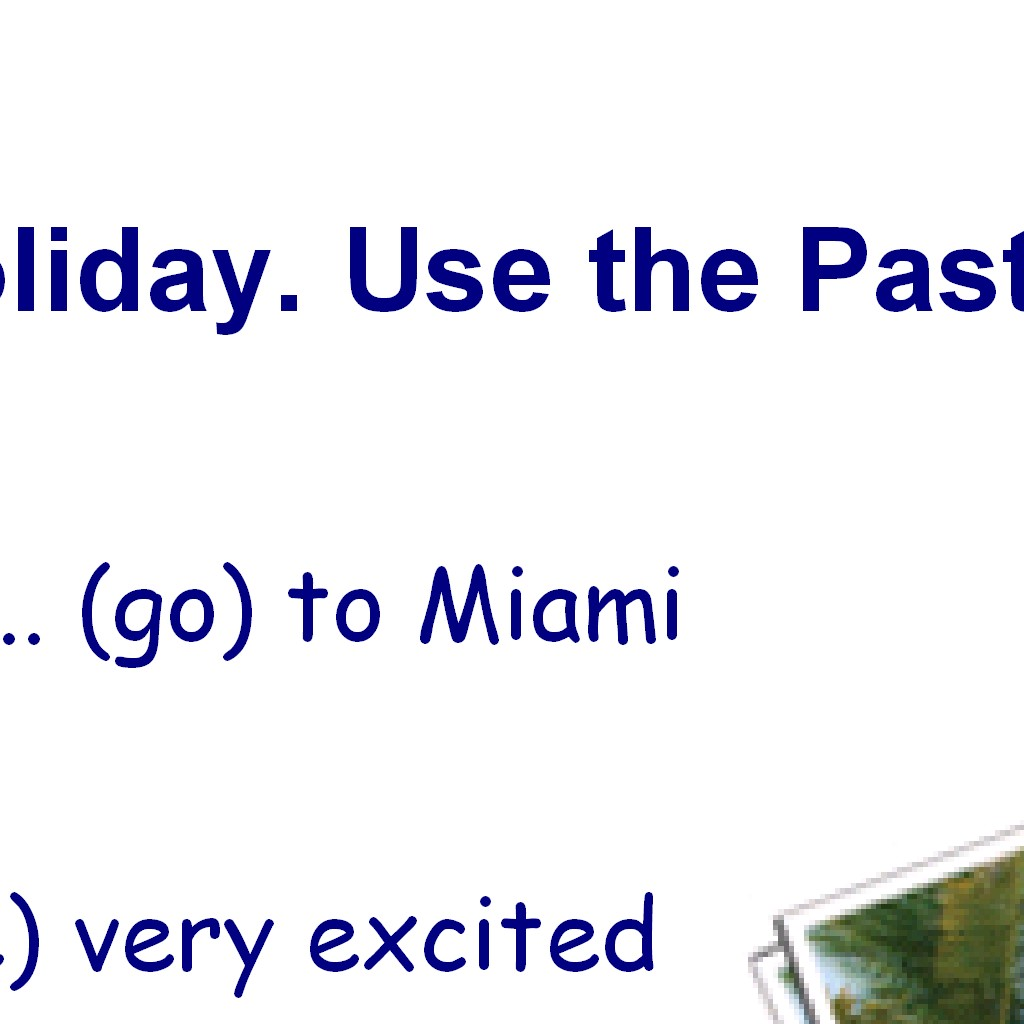 oliday. Use the Past
.. (go) to Miami
) very excited